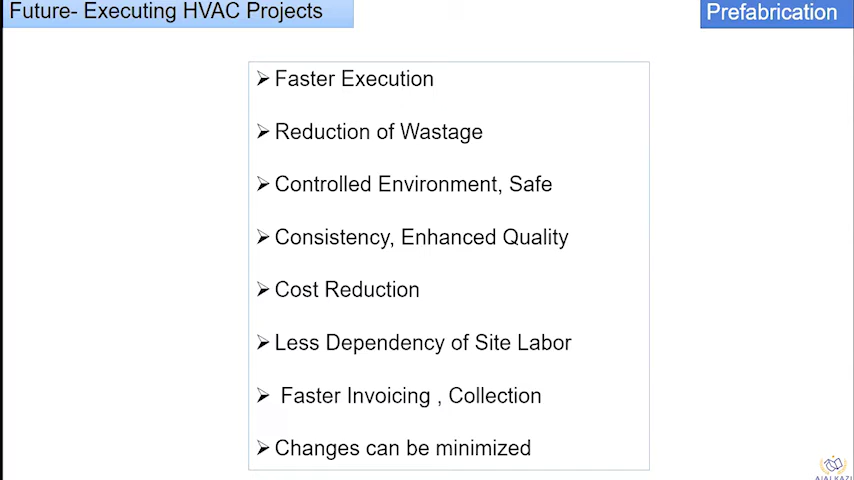 Future- Executing HVAC Projects
Prefabrication
➢ Faster Execution
➢ Reduction of Wastage
➢ Controlled Environment, Safe
➢ Consistency, Enhanced Quality
➢ Cost Reduction
➢ Less Dependency of Site Labor
➢ Faster Invoicing , Collection
➢ Changes can be minimized